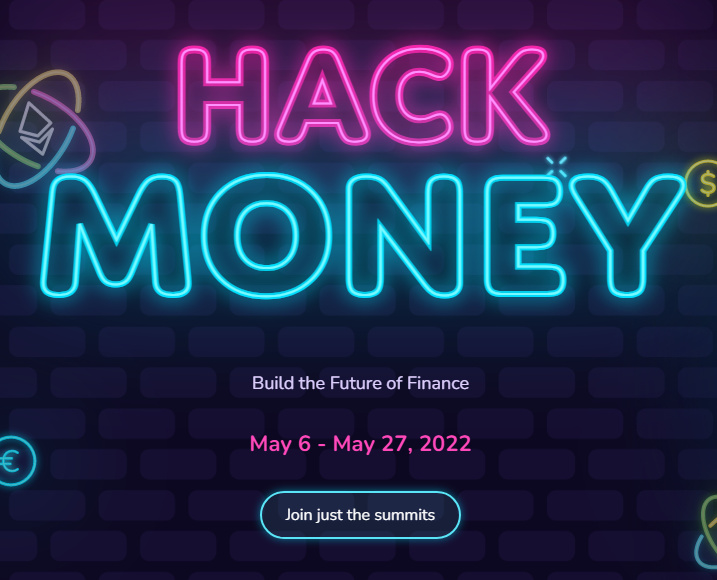 HACK
MONEY
$
Build the Future of Finance
May 6 - May 27, 2022
€
Join just the summits